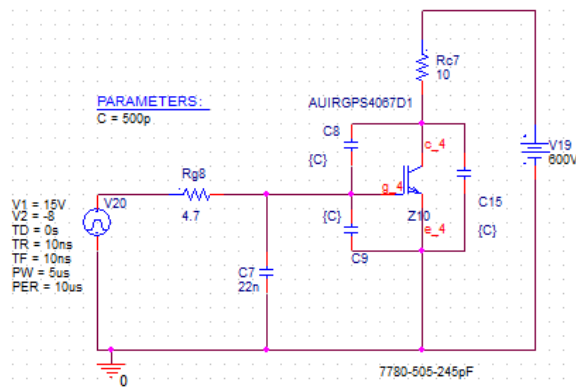 Rc7
10
PARAMETERS:
C = 500p
AUIRGPS4067D1
C8
{C}
c_4
V19
600V
Rg8
4.7
g_4
C15
{C}
V1 = 15V
V2 = -8
TD = 0s
TR = 10ns
TF = 10ns
PW = 5us
PER = 10us
V20
{C}
Z10
e_4
C9
C7
22n
0
7780-505-245pF